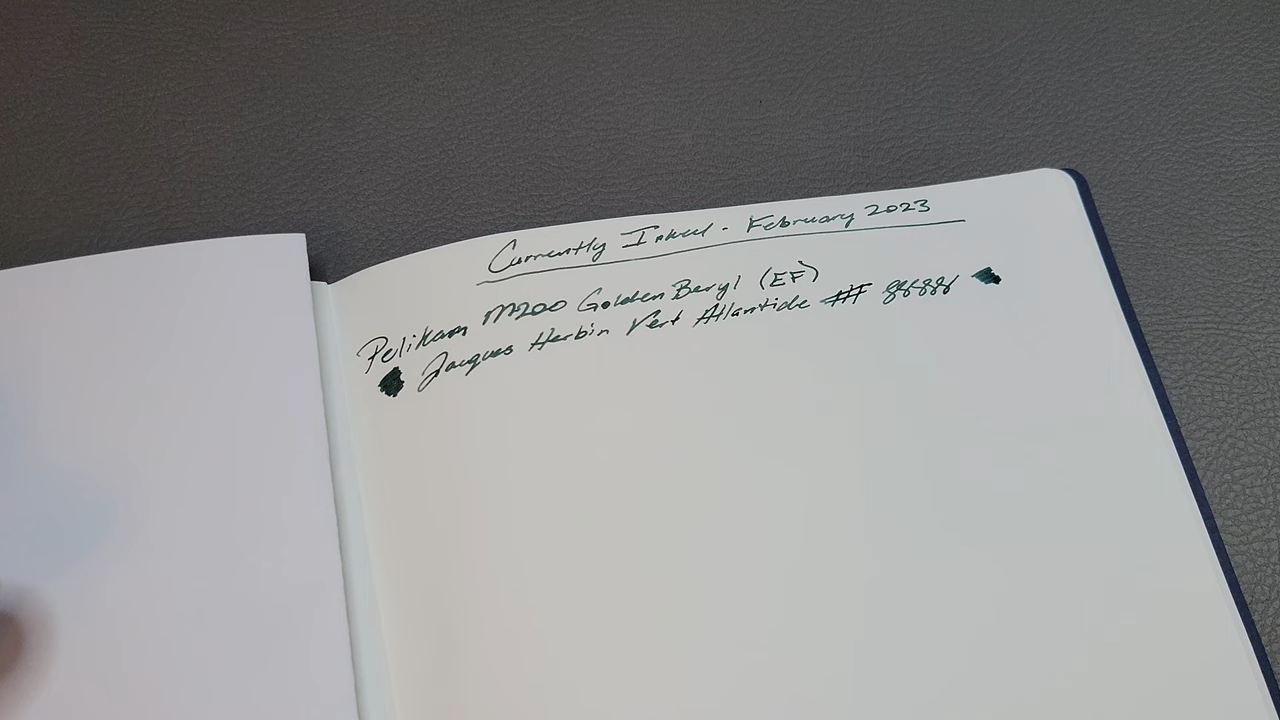 Currently Inked - February 2023
Pelikan M200 Golden Beryl (EF)
Jacques Herbin Vert Atlantide